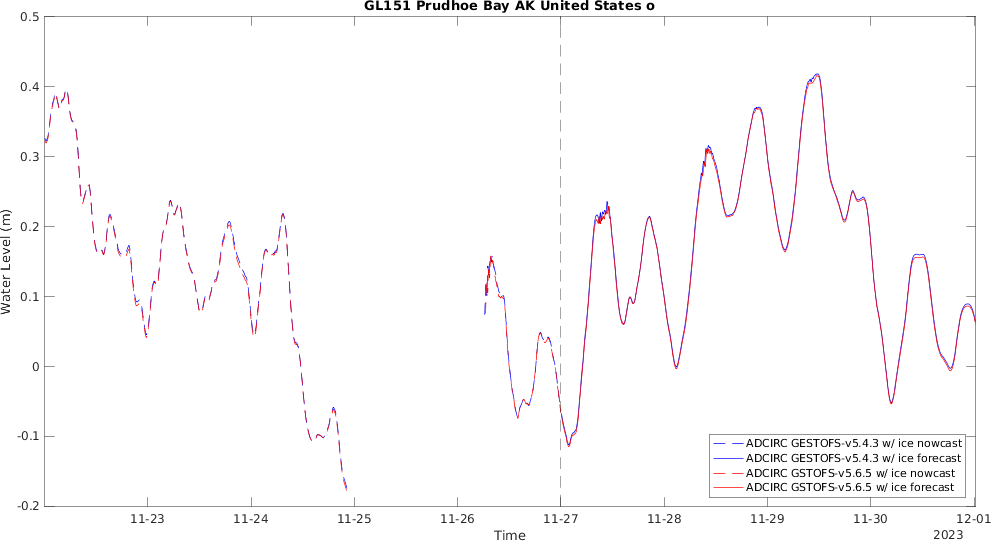 GL151 Prudhoe Bay AK United States o
Water Level (m)
0.5
0.4
0.3
0.2
0.1
0
-0.1
-0.2
11-23
11-24
11-25
11-26
11-27
11-28
11-29
11-30
12-01
Time
2023
ADCIRC GESTOFS-v5.4.3 w/ ice nowcast
ADCIRC GESTOFS-v5.4.3 w/ ice forecast
ADCIRC GSTOFS-v5.6.5 w/ ice nowcast
ADCIRC GSTOFS-v5.6.5 w/ ice forecast